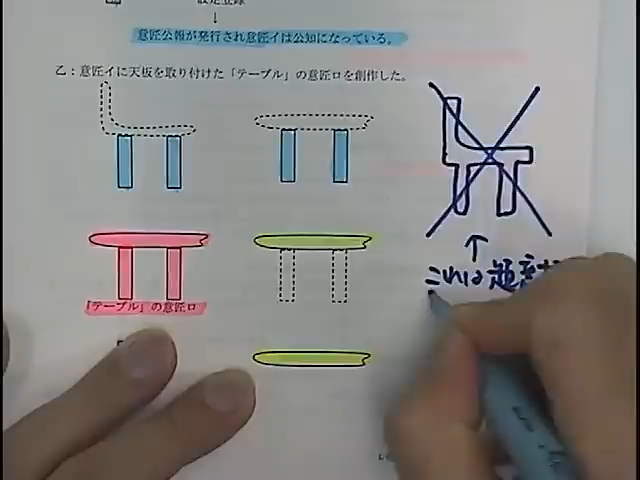 ↓
意匠公報が発行され意匠イは公知になっている。
乙：意匠イに天板を取り付けた「テーブル」の意匠ロを創作した。
「テーブル」の意匠ロ
↑
これは題意